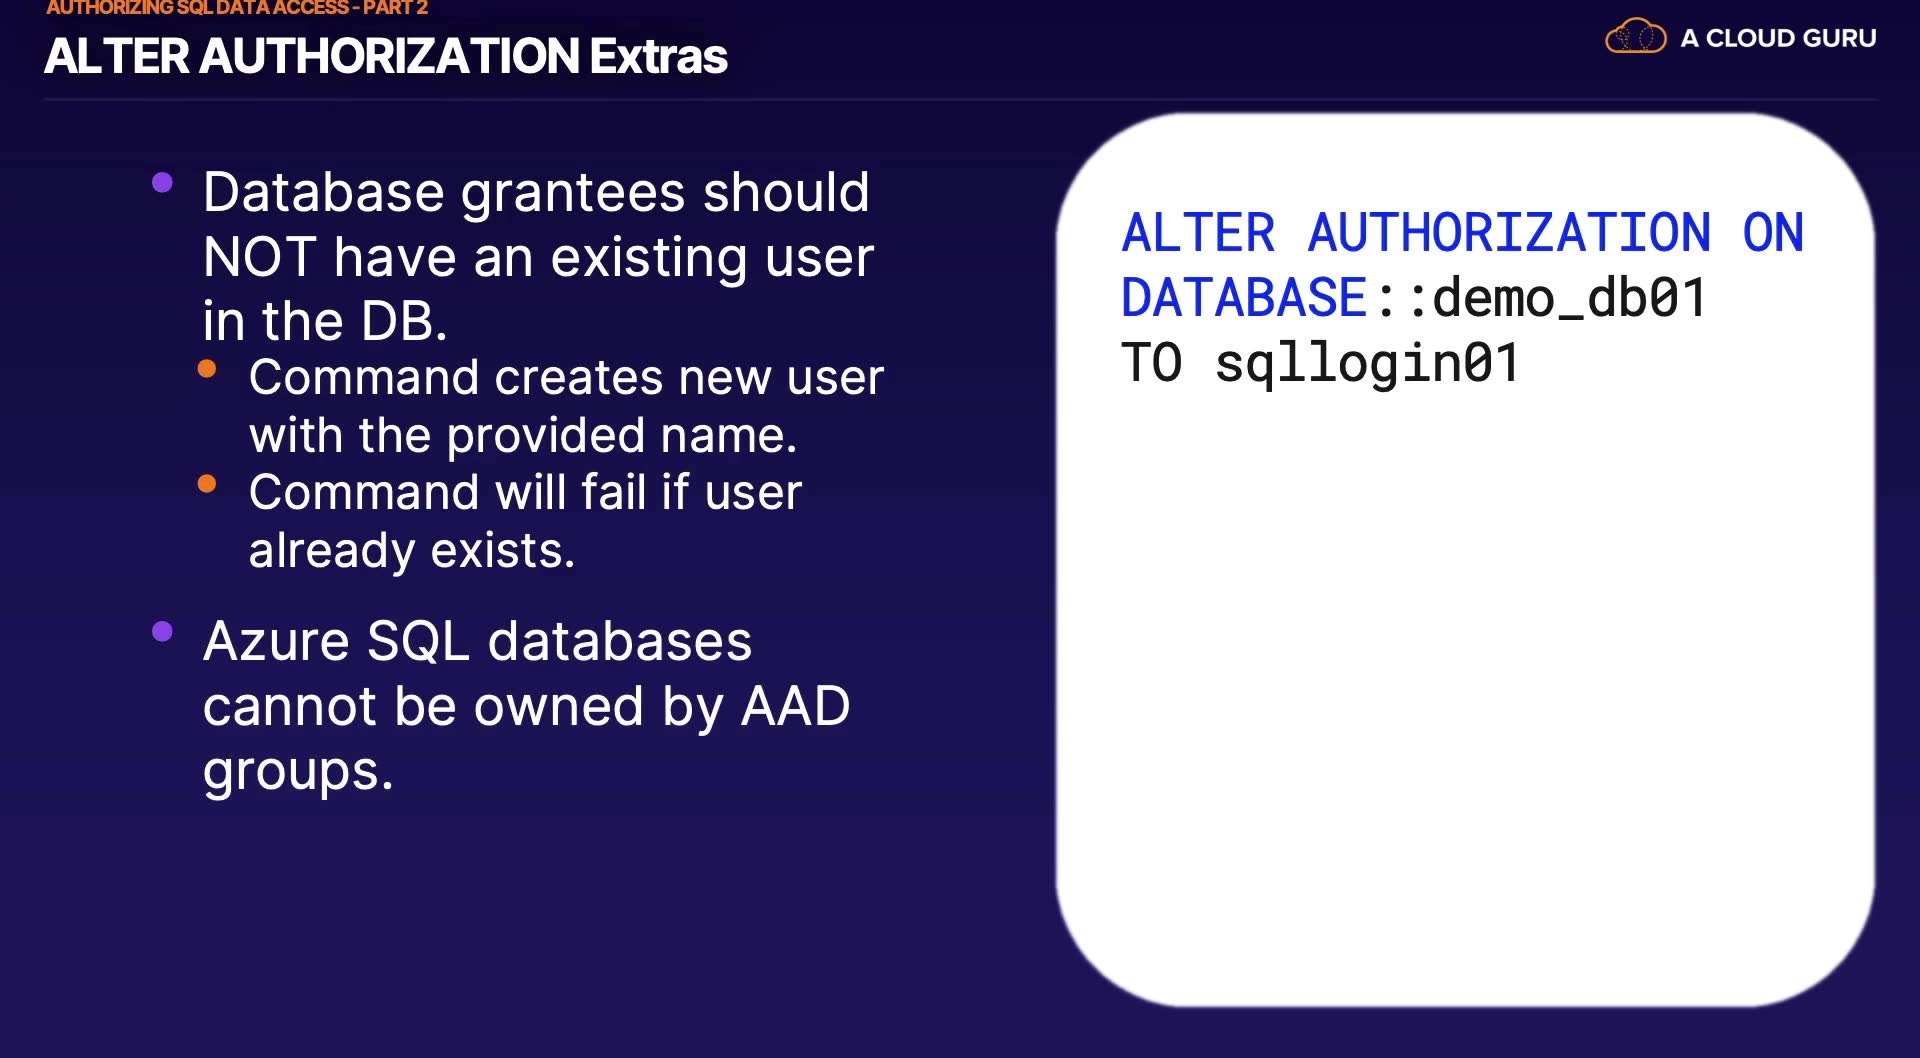 AUTHORIZING SQL DATA ACCESS - PART 2
ALTER AUTHORIZATION Extras
A CLOUD GURU
Database grantees should
NOT have an existing user
in the DB.
Command creates new user
with the provided name.
Command will fail if user
already exists.
Azure SQL databases
cannot be owned by AAD
groups.
ALTER AUTHORIZATION ON
DATABASE::demo_db01
TO sqllogin01